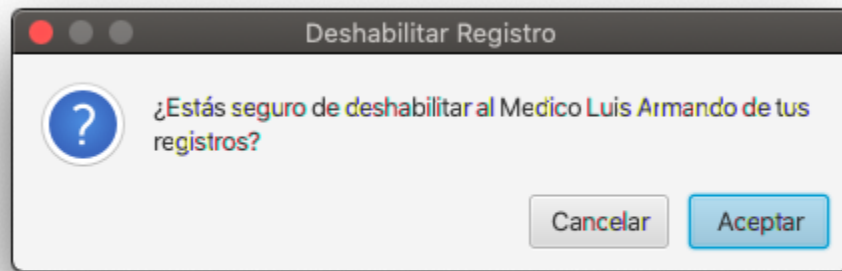 Deshabilitar Registro
¿Estás seguro de deshabilitar al Medico Luis Armando de tus
registros?
Cancelar
Aceptar